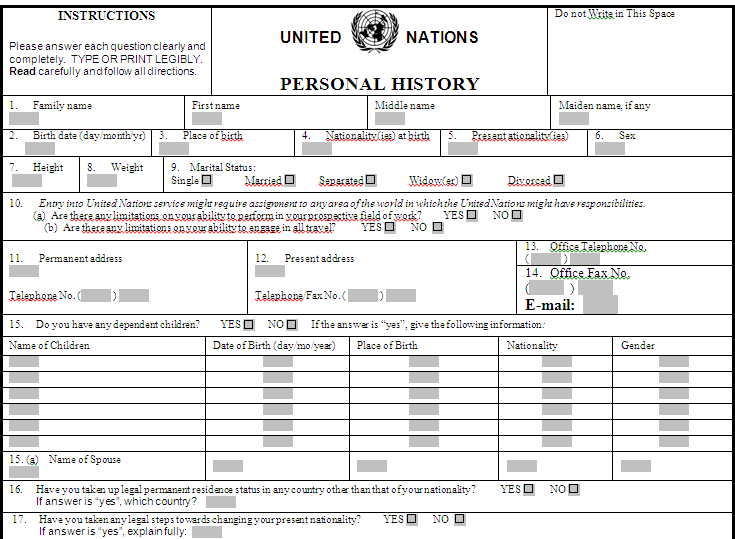 INSTRUCTIONS
Please answer each question clearly and
completely. TYPE OR PRINT LEGIBLY.
Read carefully and follow all directions.
UNITED NATIONS
PERSONAL HISTORY
Do not Write in This Space
1. Family name First name Middle name Maiden name, if any
2. Birth date (day/month/yr) 3. Place of birth 4. Nationality(ies) at birth 5. Present ationality(ies) 6. Sex
7. Height 8. Weight 9. Marital Status:
Single Married Separated Widow(er) Divorced
10. Entry into United Nations service might require assignment to any area of the world in which the United Nations might have responsibilities.
(a) Are there any limitations on your ability to perform in your prospective field of work? YES NO
(b) Are there any limitations on your ability to engage in all travel? YES NO
11. Permanent address
Telephone No. ( )
12. Present address
Telephone/Fax No. ( )
13. Office Telephone No.
( )
14. Office Fax No.
( )
E-mail:
15. Do you have any dependent children? YES NO If the answer is “yes”, give the following information:
Name of Children Date of Birth (day/mo/year) Place of Birth Nationality Gender
15. (a) Name of Spouse
16. Have you taken up legal permanent residence status in any country other than that of your nationality? YES NO
If answer is “yes”, which country?
17. Have you taken any legal steps towards changing your present nationality? YES NO
If answer is “yes”, explain fully: